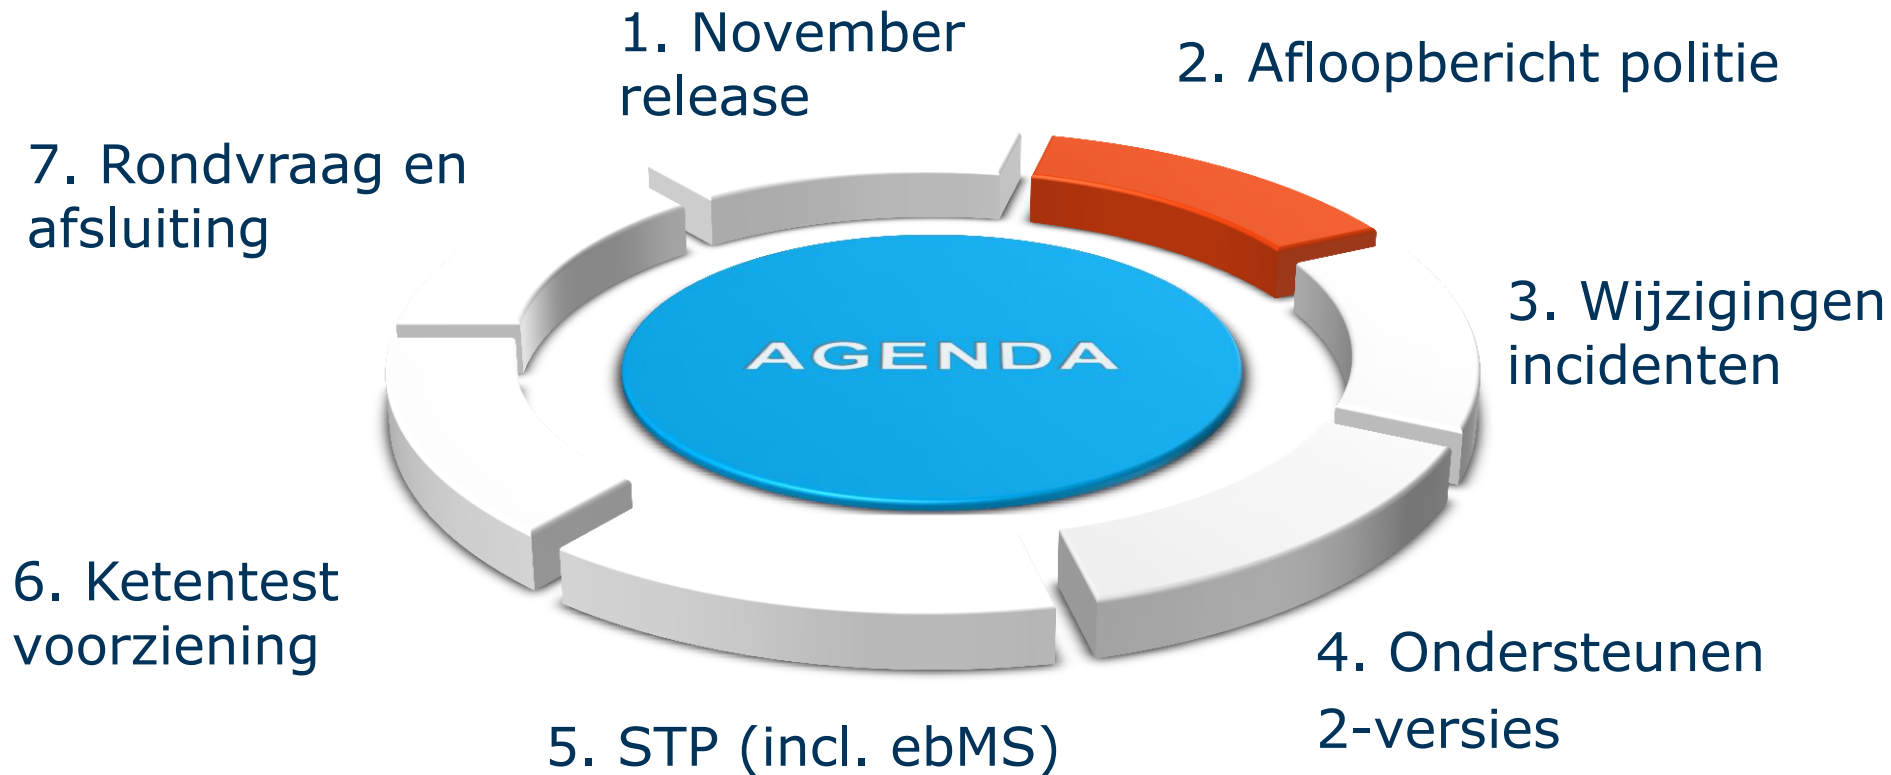 1. November
release
2. Afloopbericht politie
3. Wijzigingen
incidenten
4. Ondersteunen
2-versies
5. STP (incl. ebMS)
6. Ketentest
voorziening
7. Rondvraag en
afsluiting
AGENDA